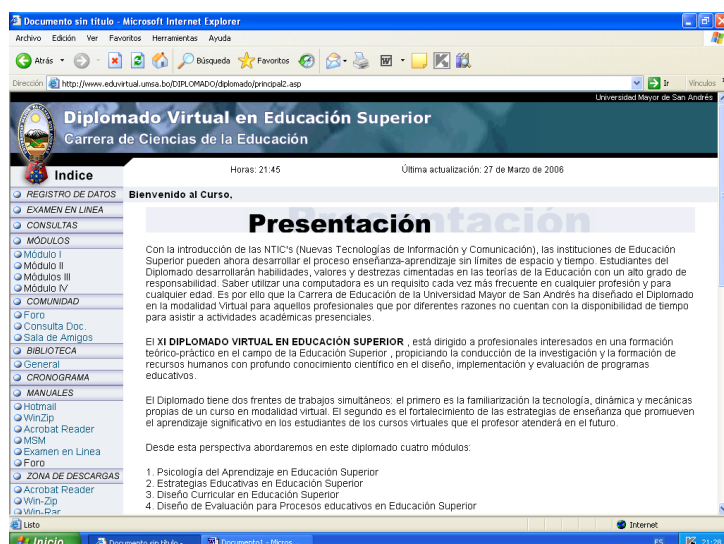 Documento sin título - Microsoft Internet Explorer
Archivo Edición Ver Favoritos Herramientas Ayuda
Atrás Búsqueda Favoritos
Dirección http://www.eduvirtual.umsa.bo/DIPLOMADO/diplomado/principal2.asp Ir Vínculos
Universidad Mayor de San Andrés
Diplomado Virtual en Educación Superior
Carrera de Ciencias de la Educación
Indice
Horas: 21:45 Última actualización: 27 de Marzo de 2006
REGISTRO DE DATOS
EXAMEN EN LINEA
CONSULTAS
MÓDULOS
Módulo I
Módulo II
Módulos III
Módulo IV
COMUNIDAD
Foro
Consulta Doc.
Sala de Amigos
BIBLIOTECA
General
CRONOGRAMA
MANUALES
Hotmail
WinZip
Acrobat Reader
MSM
Examen en Linea
Foro
ZONA DE DESCARGAS
Acrobat Reader
Win-Zip
Win-Rar
Bienvenido al Curso,
Presentación
Con la introducción de las NTIC's (Nuevas Tecnologías de Información y Comunicación), las instituciones de Educación
Superior pueden ahora desarrollar el proceso enseñanza-aprendizaje sin límites de espacio y tiempo. Estudiantes del
Diplomado desarrollarán habilidades, valores y destrezas cimentadas en las teorías de la Educación con un alto grado de
responsabilidad. Saber utilizar una computadora es un requisito cada vez más frecuente en cualquier profesión y para
cualquier edad. Es por ello que la Carrera de Educación de la Universidad Mayor de San Andrés ha diseñado el Diplomado
en la modalidad Virtual para aquellos profesionales que por diferentes razones no cuentan con la disponibilidad de tiempo
para asistir a actividades académicas presenciales.
El XI DIPLOMADO VIRTUAL EN EDUCACIÓN SUPERIOR , está dirigido a profesionales interesados en una formación
teórico-práctico en el campo de la Educación Superior , propiciando la conducción de la investigación y la formación de
recursos humanos con profundo conocimiento científico en el diseño, implementación y evaluación de programas
educativos.
El Diplomado tiene dos frentes de trabajos simultáneos: el primero es la familiarización la tecnología, dinámica y mecánicas
propias de un curso en modalidad virtual. El segundo es el fortalecimiento de las estrategias de enseñanza que promueven
el aprendizaje significativo en los estudiantes de los cursos virtuales que el profesor atenderá en el futuro.
Desde esta perspectiva abordaremos en este diplomado cuatro módulos:
1. Psicología del Aprendizaje en Educación Superior
2. Estrategias Educativas en Educación Superior
3. Diseño Curricular en Educación Superior
4. Diseño de Evaluación para Procesos educativos en Educación Superior
Listo Internet
Inicio Documento sin título - Documento1 - Micros... ES 21:28